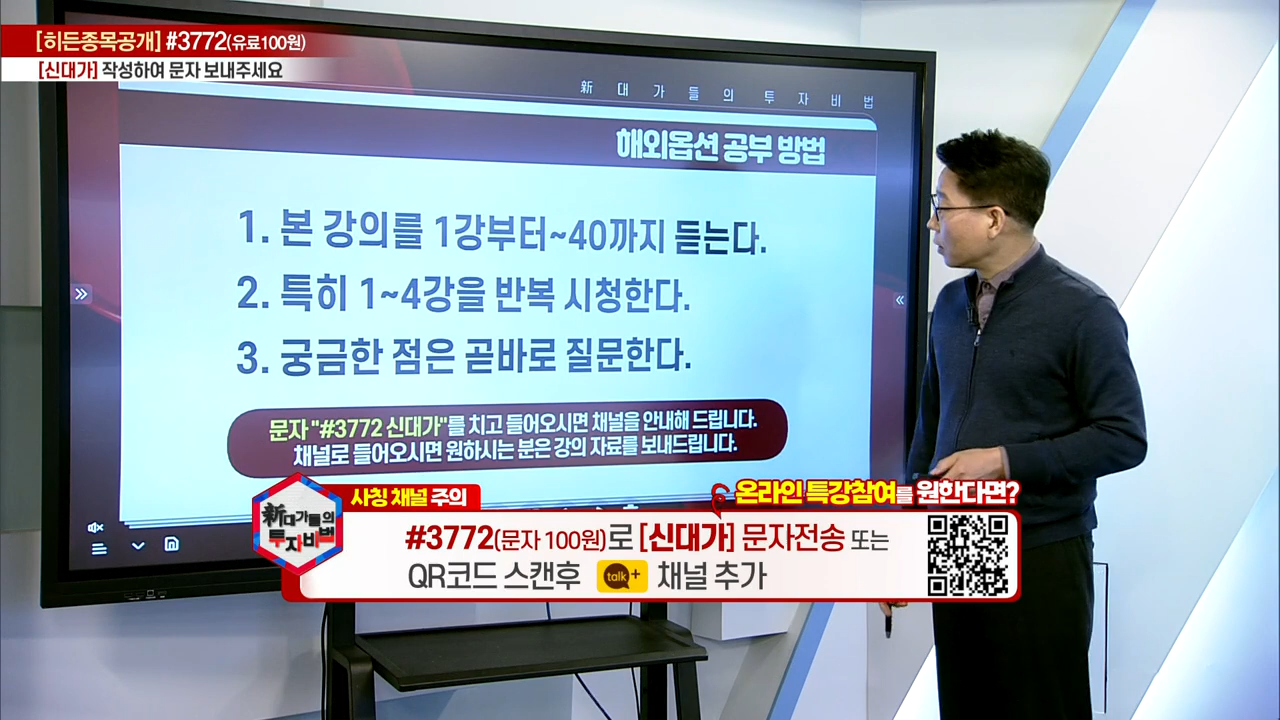 [히든종목공개] #3772(유료100원)
[신대가] 작성하여 문자 보내주세요
新대가들의 투자비법
해외옵션 공부 방법
1. 본 강의를 1강부터~40까지 듣는다.
2. 특히 1~4강을 반복 시청한다.
3. 궁금한 점은 곧바로 질문한다.
문자 "#3772 신대가"를 치고 들어오시면 채널을 안내해 드립니다.
채널로 들어오시면 원하시는 분은 강의 자료를 보내드립니다.
新대가들의
투자비법
사칭 채널 주의
온라인 특강참여를 원한다면?
#3772(문자 100원)로 [신대가] 문자전송 또는
QR코드 스캔후 talk+ 채널 추가